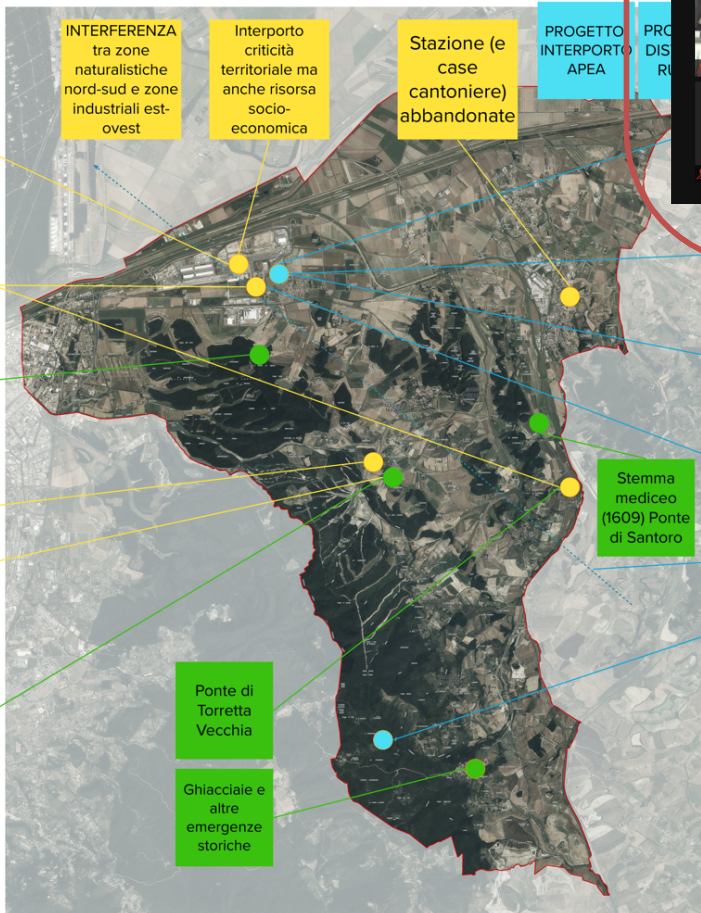 INTERFERENZA
tra zone
naturalistiche
nord-sud e zone
industriali est-
ovest
Interporto
criticità
territoriale ma
anche risorsa
socio-
economica
Stazione (e
case
cantoniere)
abbandonate
PROGETTO
INTERPORTO
APEA
Stemma
mediceo
(1609) Ponte
di Santoro
Ponte di
Torretta
Vecchia
Ghiacciaie e
altre
emergenze
storiche